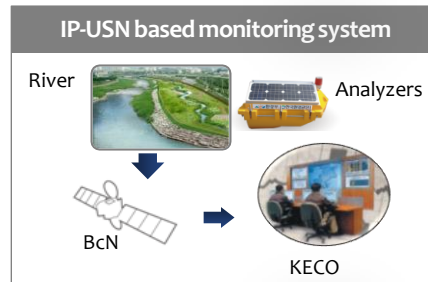 IP-USN based monitoring system
River
Analyzers
BcN
KECO